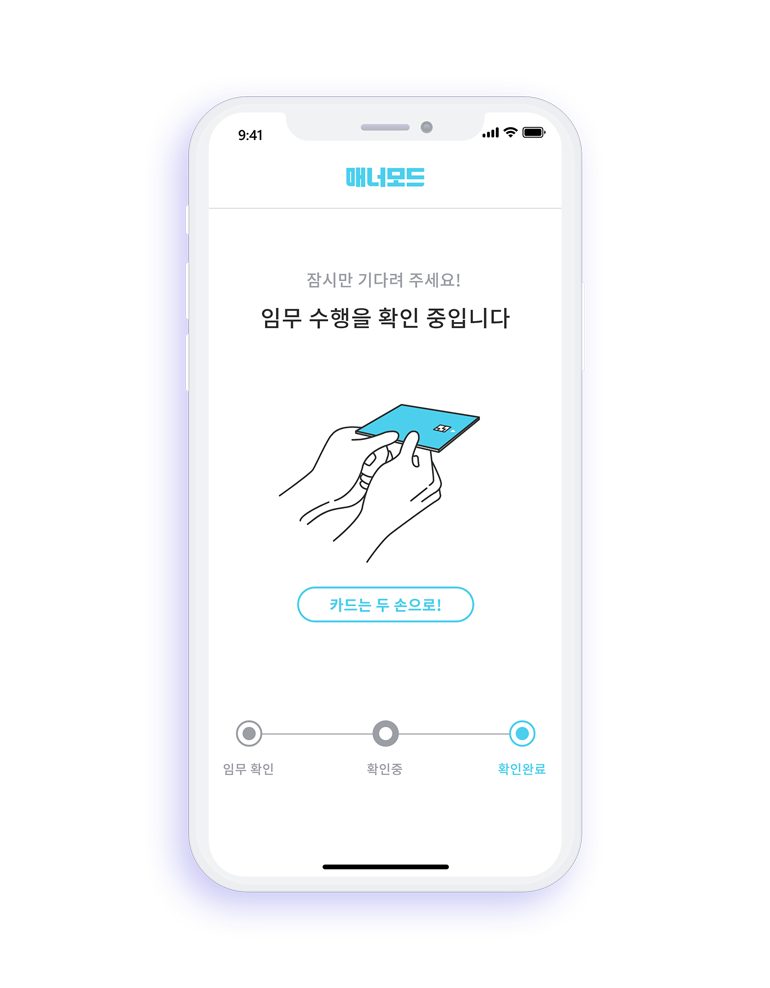 9:41
매너모드
잠시만 기다려 주세요!
임무 수행을 확인 중입니다
카드는 두 손으로!
임무 확인
확인중
확인완료